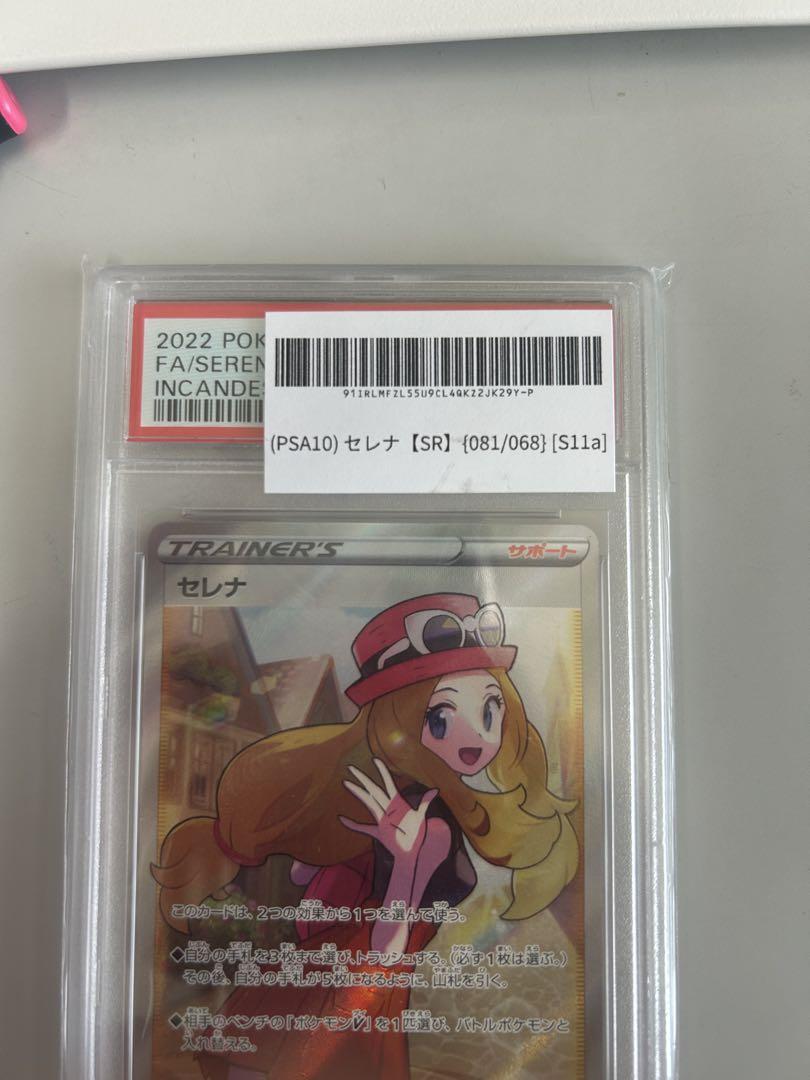 2022 POK
FA/SEREN
INCANDES
91IRLMFZL55U9CL4QKZ2JK29Y-P
(PSA10) セレナ【SR】{081/068} [S11a]
TRAINER'S サポート
セレナ
このカードは、2つの効果から1つを選んで使う。
◆自分の手札を3枚まで選び、トラッシュする。(必ず1枚は選ぶ。)
その後、自分の手札が5枚になるように、山札を引く。
◆相手のベンチの「ポケモンV」を1匹選び、バトルポケモンと
入れ替える。